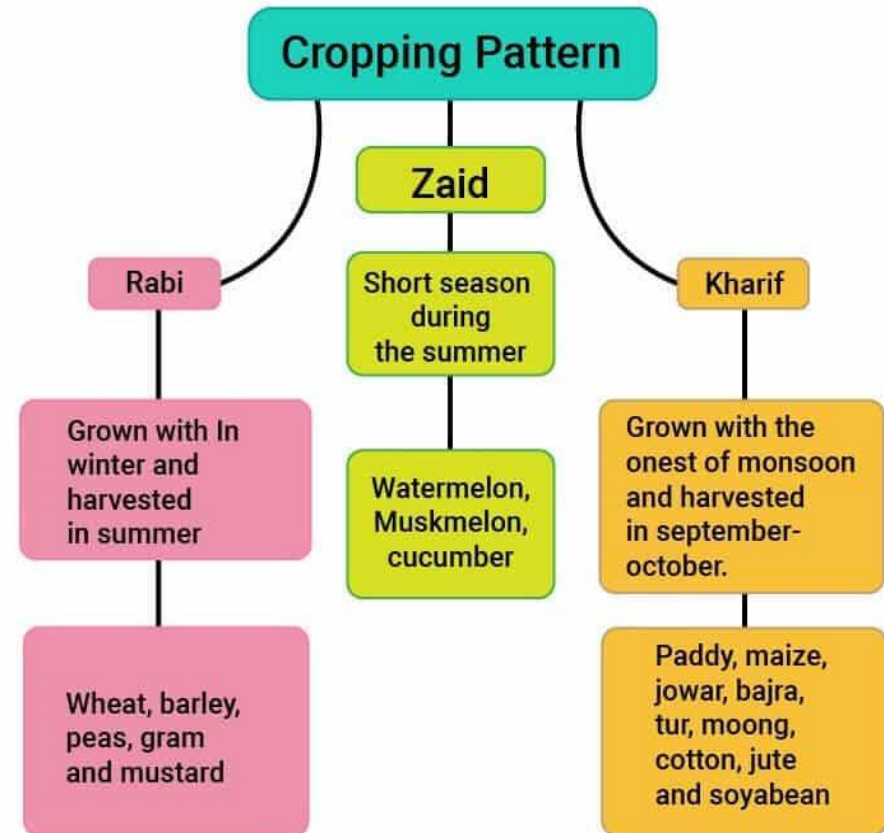 Cropping Pattern
Zaid
Short season
during
the summer
Watermelon,
Muskmelon,
cucumber
Rabi
Grown with In
winter and
harvested
in summer
Wheat, barley,
peas, gram
and mustard
Kharif
Grown with the
onest of monsoon
and harvested
in september-
october.
Paddy, maize,
jowar, bajra,
tur, moong,
cotton, jute
and soyabean